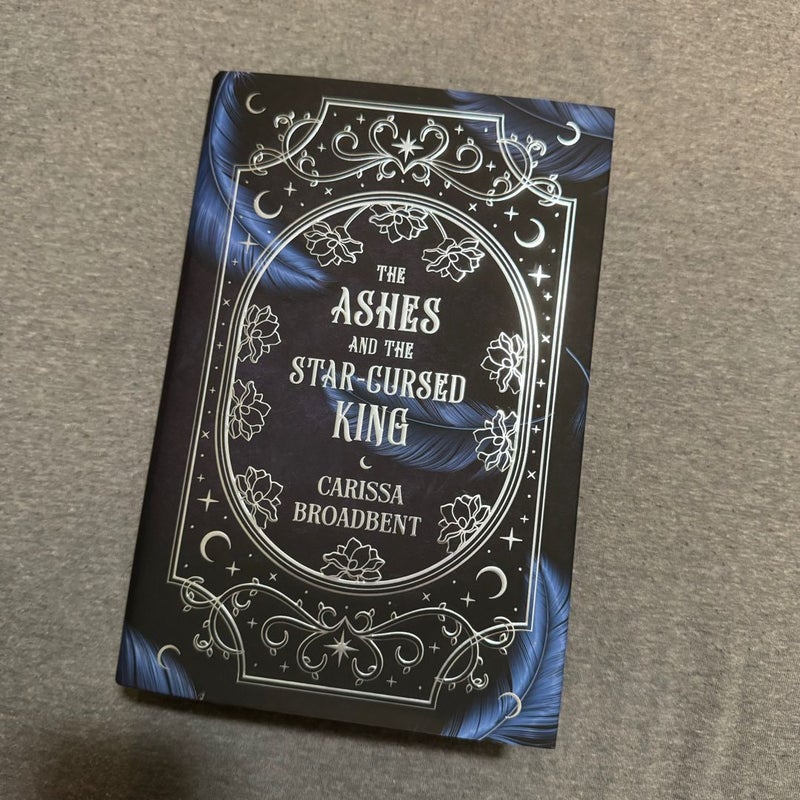 THE
ASHES
AND THE
STAR-CURSED
KING
CARISSA
BROADBENT